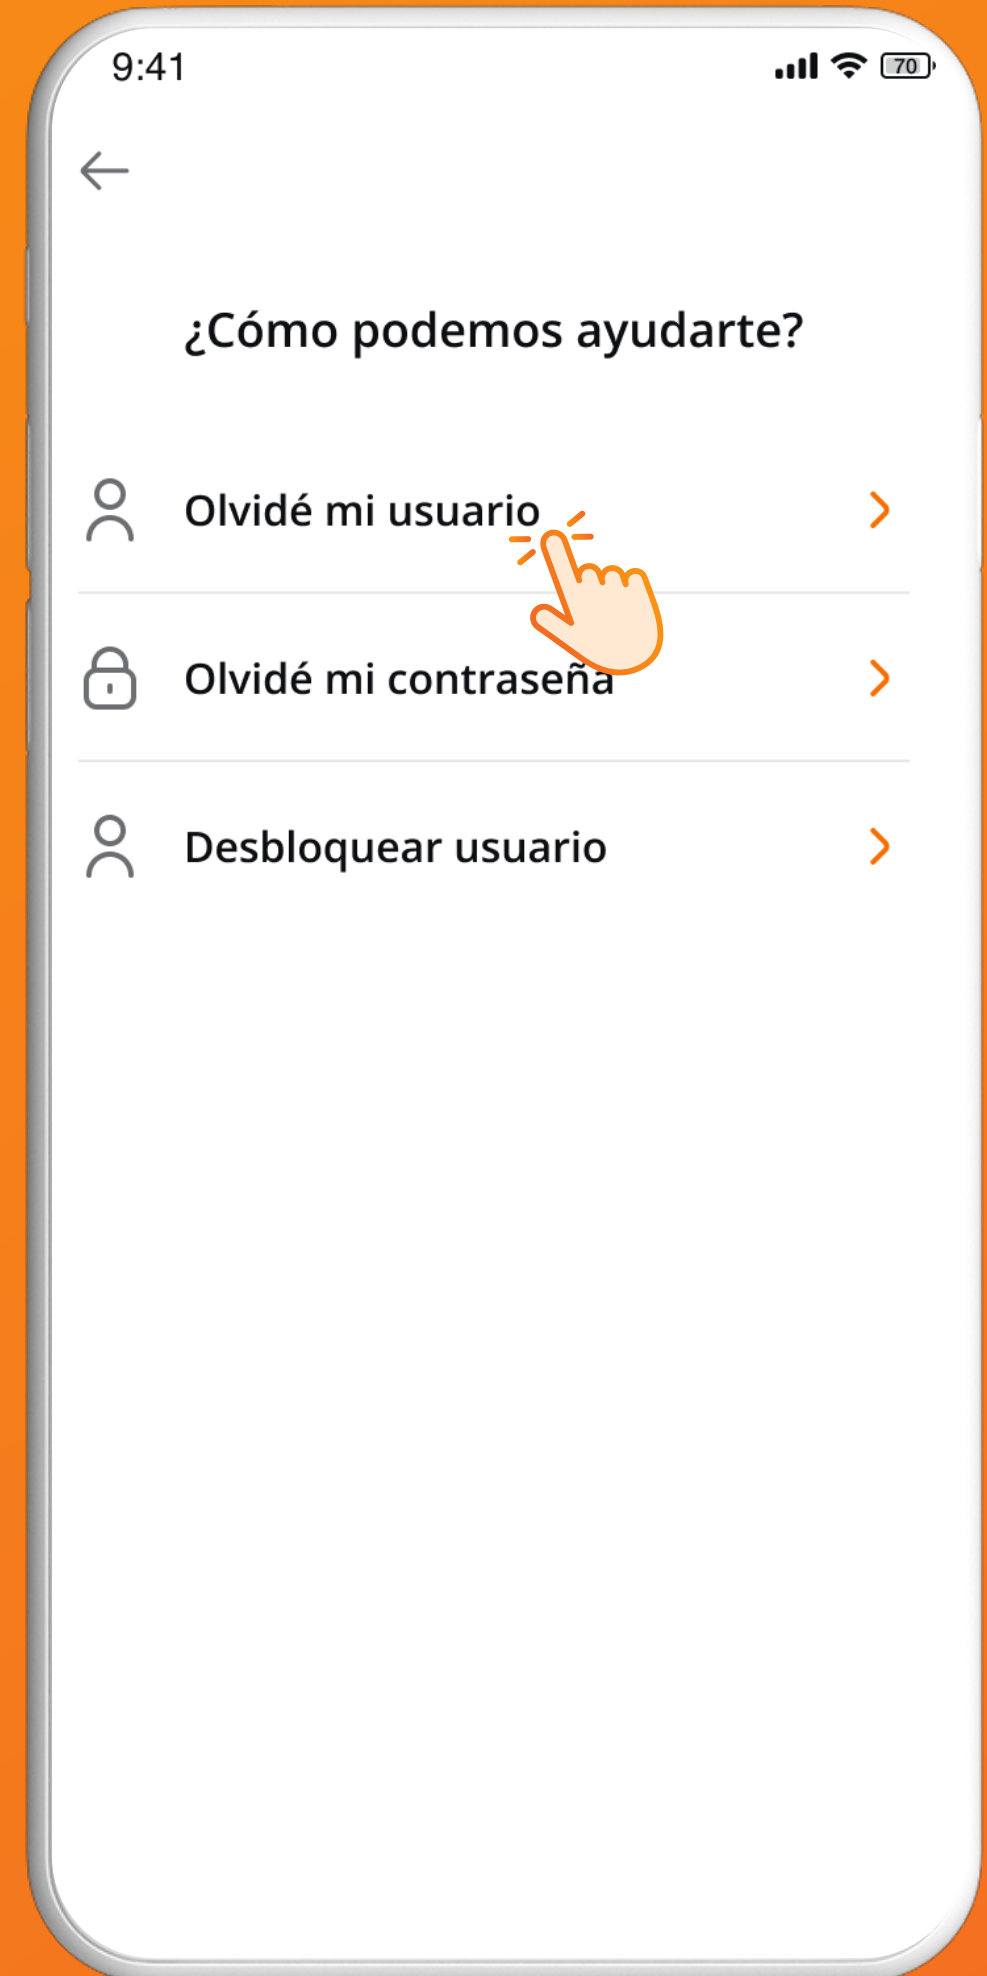 9:41
70
¿Cómo podemos ayudarte?
Olvidé mi usuario
Olvidé mi contraseña
Desbloquear usuario